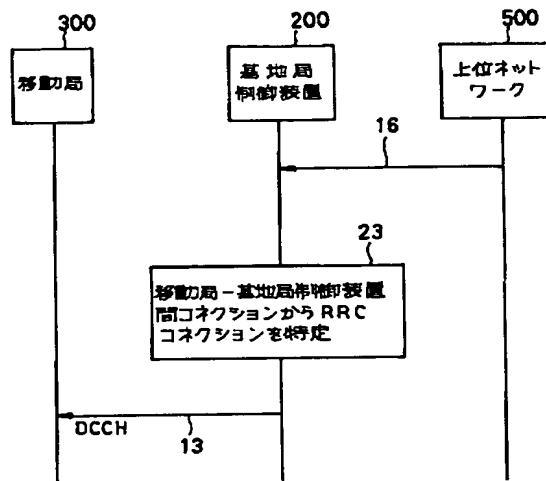 300
200
500
移動局
基地局
制御装置
上位ネット
ワーク
16
23
移動局－基地局制御装置
間コネクションからRRC
コネクションを特定
DCCH
13